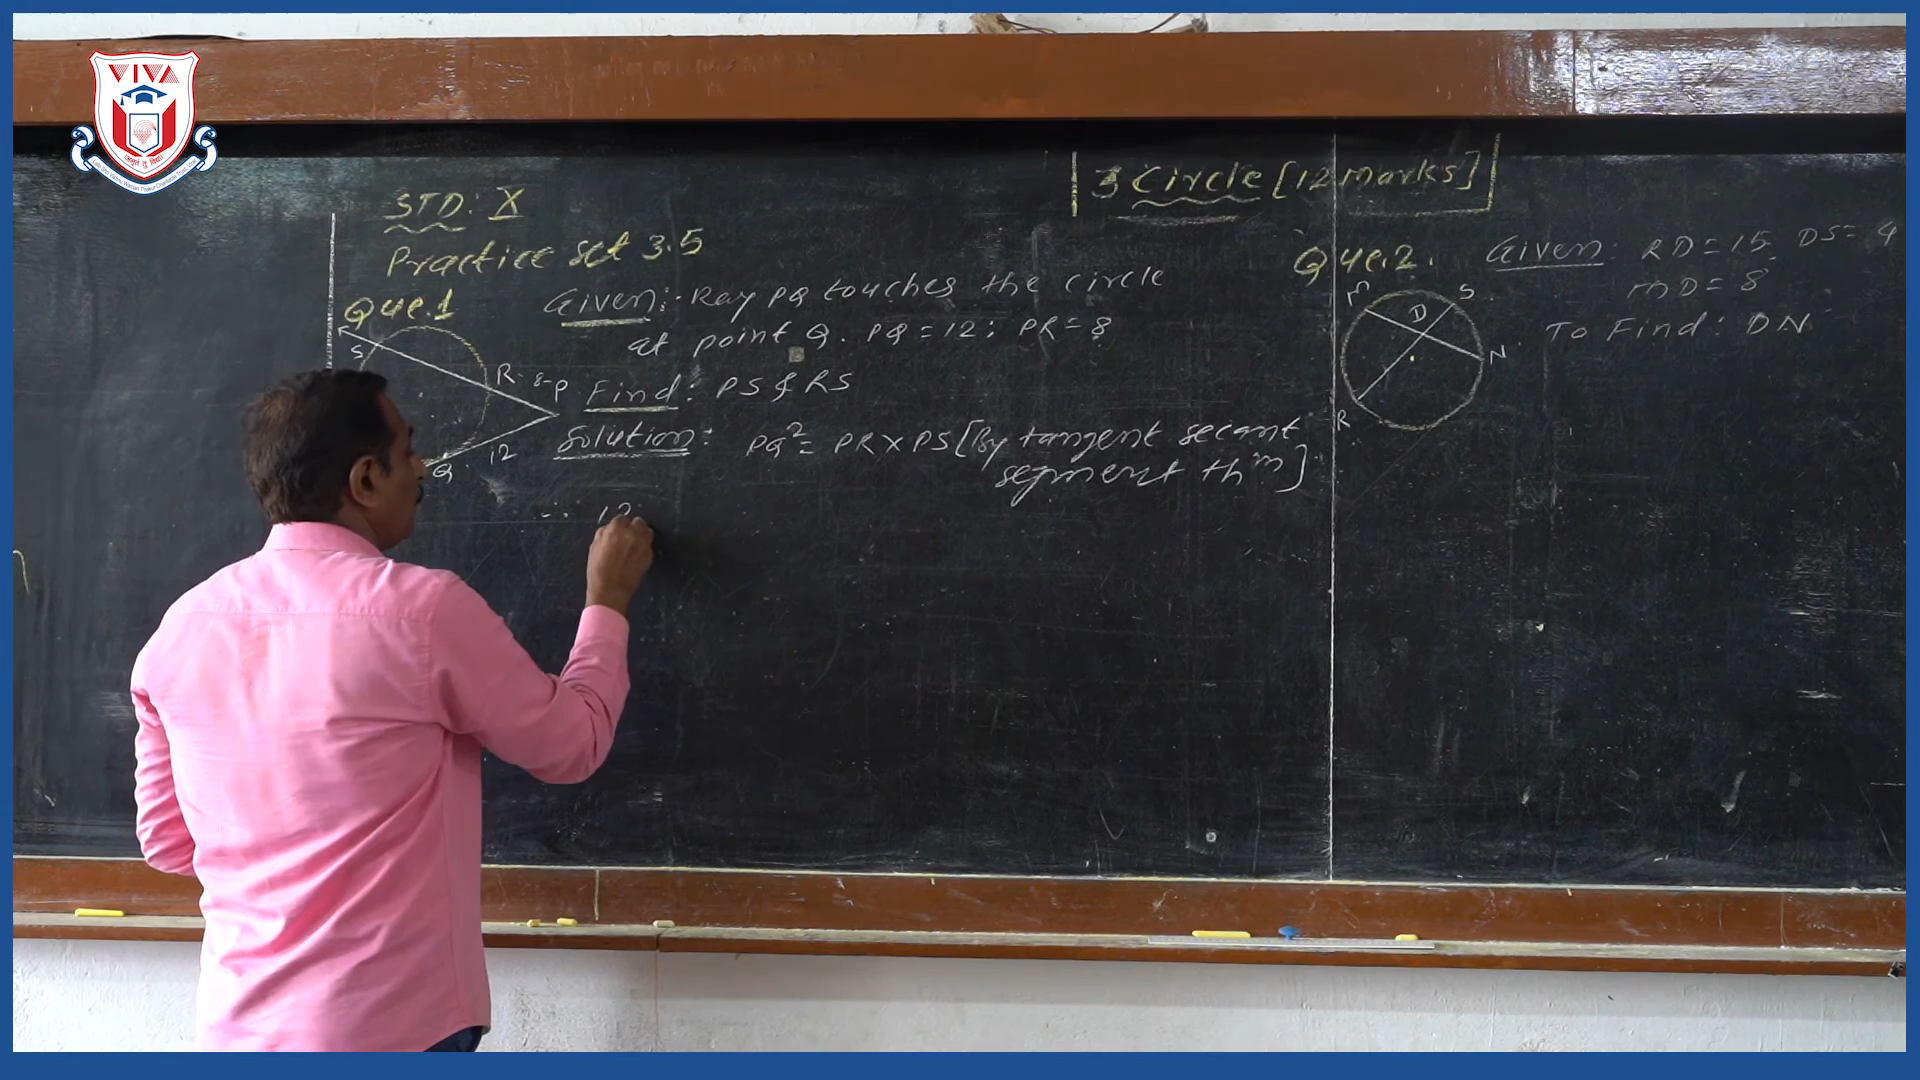 VIVA
STD: X
Practice Set 3.5
3 Circle [12 Marks]
Que.1
Given:- Ray PQ touches the circle
at point Q. PQ = 12; PR = 8
Find: PS & RS
Solution: PQ² = PR × PS [By tangent secant
segment thm]
∴ 12
S
R
8
P
Q
12
Que.2.
Given: RD = 15 DS = 4
MD = 8
To Find: DN
M
S
D
N
R